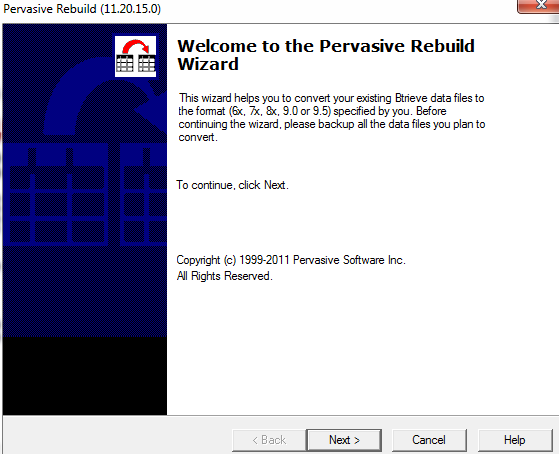 Pervasive Rebuild (11.20.15.0)
Welcome to the Pervasive Rebuild
Wizard
This wizard helps you to convert your existing Btrieve data files to
the format (6x, 7x, 8x, 9.0 or 9.5) specified by you. Before
continuing the wizard, please backup all the data files you plan to
convert.
To continue, click Next.
Copyright (c) 1999-2011 Pervasive Software Inc.
All Rights Reserved.
< Back Next > Cancel Help